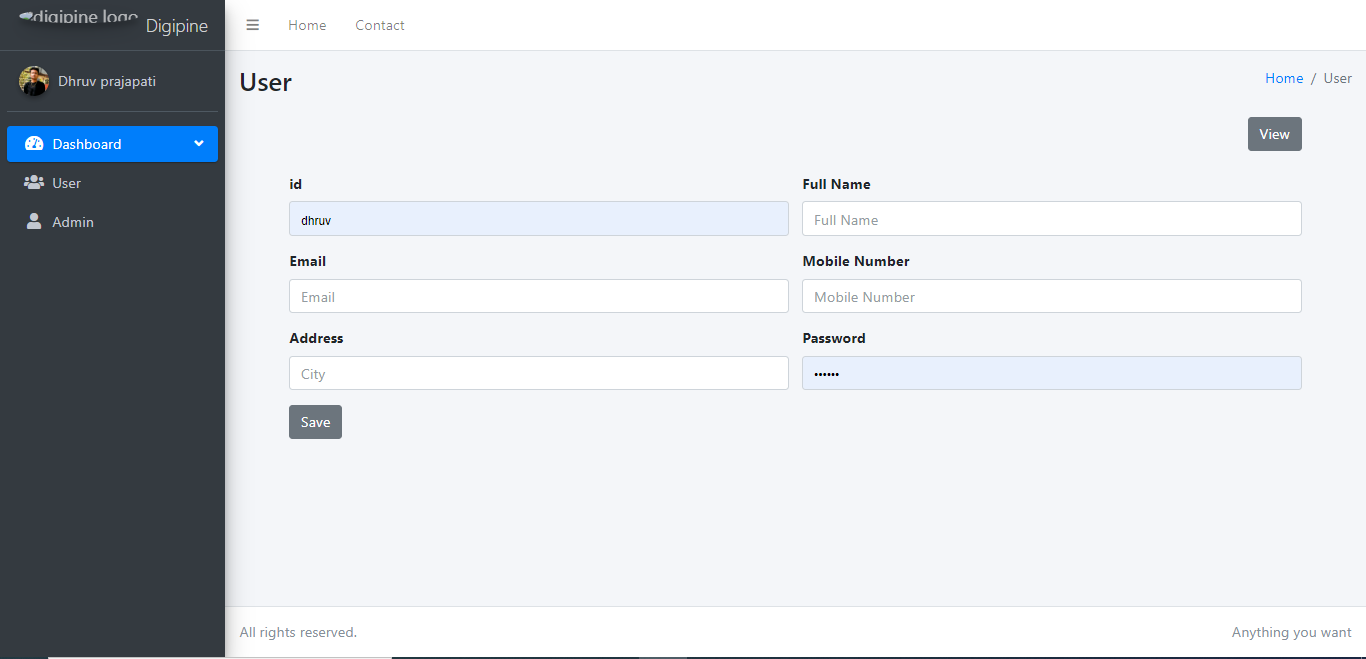 digipine logo Digipine
Home Contact
Dhruv prajapati
Dashboard
User
Admin
User
Home / User
View
id
dhruv
Full Name
Full Name
Email
Email
Mobile Number
Mobile Number
Address
City
Password
••••••
Save
All rights reserved.
Anything you want